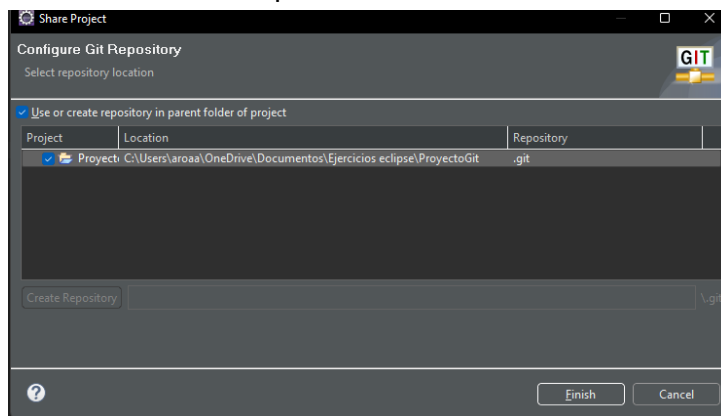 Share Project
Configure Git Repository
GIT
Select repository location
Use or create repository in parent folder of project
Project Location Repository
Proyect C:\Users\aroaa\OneDrive\Documentos\Ejercicios eclipse\ProyectoGit .git
Create Repository \.git
?
Finish Cancel